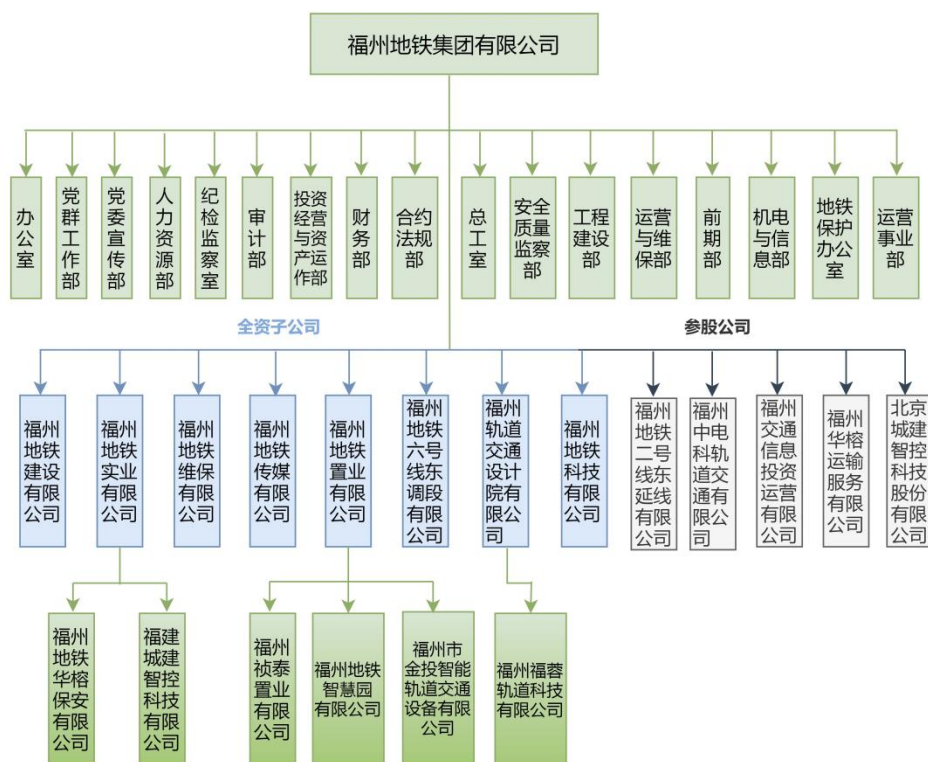 福州地铁集团有限公司
办
公
室
党
群
工
作
部
党
委
宣
传
部
人
力
资
源
部
纪
检
监
察
室
审
计
部
投资
经营
与资
产运
作部
财
务
部
合约
法规
部
总
工
室
安全
质量
监察
部
工程
建设
部
运营
与维
保部
前
期
部
机电
与信
息部
地铁
保护
办公
室
运营
事业
部
全资子公司
参股公司
福州
地铁
建设
有限
公司
福州
地铁
实业
有限
公司
福州
地铁
维保
有限
公司
福州
地铁
传媒
有限
公司
福州
地铁
置业
有限
公司
福州
地铁
六号
线东
调段
有限
公司
福州
轨道
交通
设计
院有
限公
司
福州
地铁
科技
有限
公司
福州
地铁
二号
线东
延线
有限
公司
福州
中电
科轨
道交
通有
限公
司
福州
交通
信息
投资
运营
有限
公司
福州
华榕
运输
服务
有限
公司
北京
城建
智控
科技
股份
有限
公司
福州
地铁
华榕
保安
有限
公司
福建
城建
智控
科技
有限
公司
福州
祯泰
置业
有限
公司
福州地铁
智慧园
有限公司
福州市
金投智能
轨道交通
设备有限
公司
福州福蓉
轨道科技
有限公司